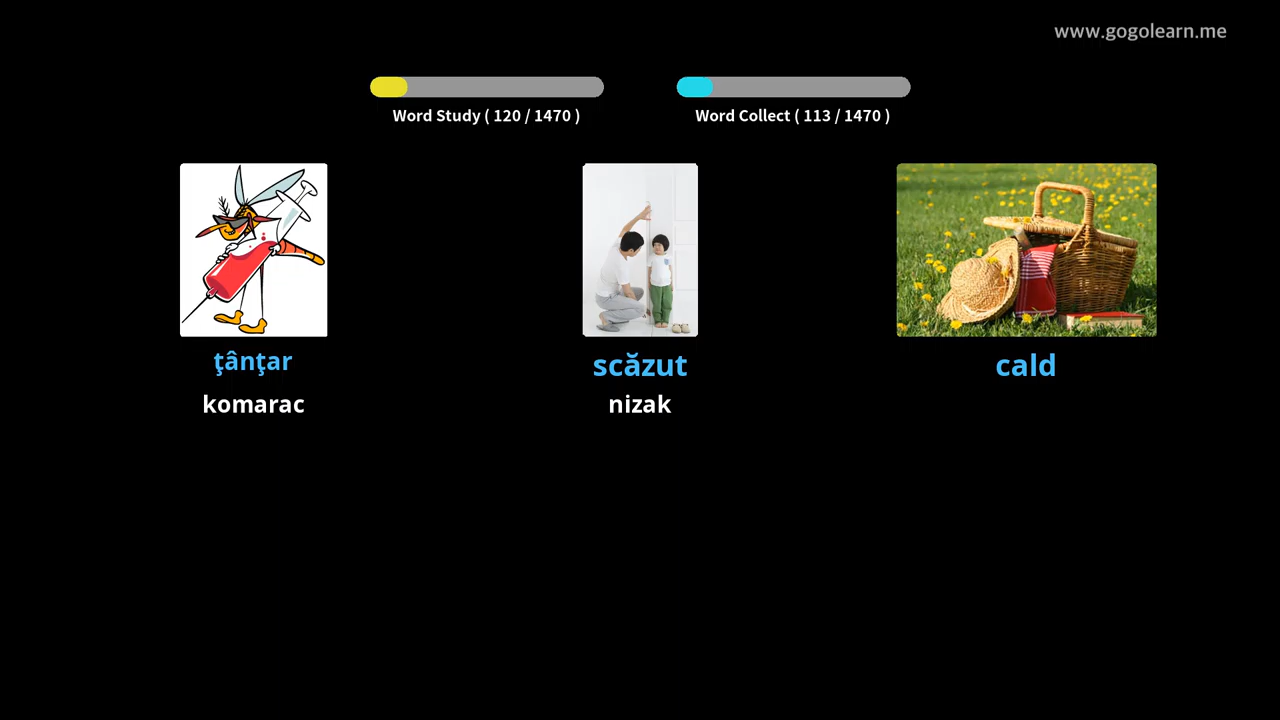 www.gogolearn.me
Word Study ( 120 / 1470 )
Word Collect ( 113 / 1470 )
ţânţar
scăzut
cald
komarac
nizak